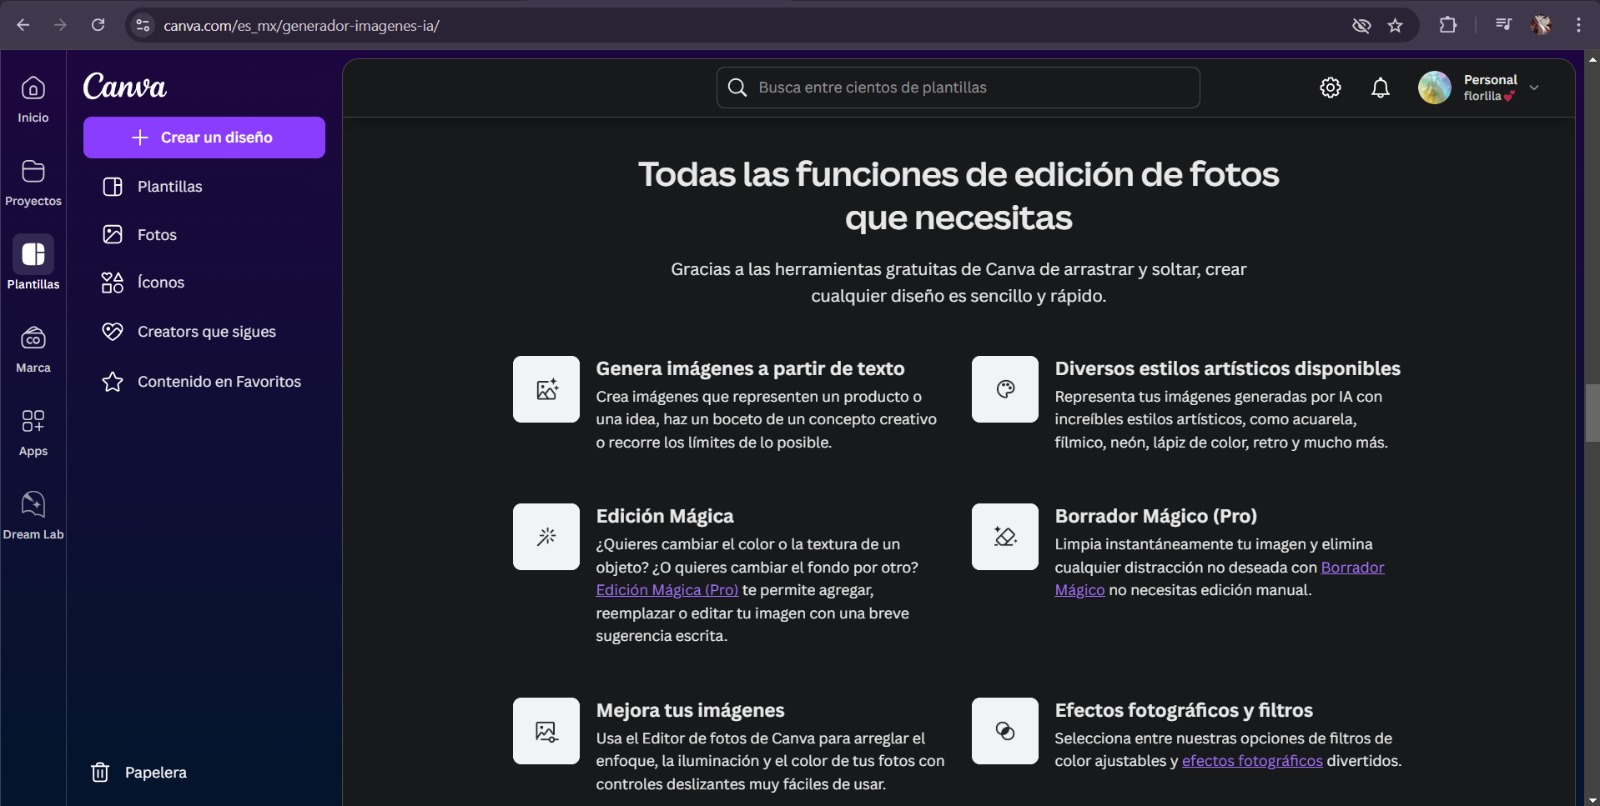 canva.com/es_mx/generador-imagenes-ia/
Inicio
Proyectos
Plantillas
Marca
Apps
Dream Lab
Canva
Crear un diseño
Plantillas
Fotos
Íconos
Creators que sigues
Contenido en Favoritos
Papelera
Busca entre cientos de plantillas
Personal
florlila💕
Todas las funciones de edición de fotos
que necesitas
Gracias a las herramientas gratuitas de Canva de arrastrar y soltar, crear
cualquier diseño es sencillo y rápido.
Genera imágenes a partir de texto
Crea imágenes que representen un producto o
una idea, haz un boceto de un concepto creativo
o recorre los límites de lo posible.
Diversos estilos artísticos disponibles
Representa tus imágenes generadas por IA con
increíbles estilos artísticos, como acuarela,
fílmico, neón, lápiz de color, retro y mucho más.
Edición Mágica
¿Quieres cambiar el color o la textura de un
objeto? ¿O quieres cambiar el fondo por otro?
Edición Mágica (Pro) te permite agregar,
reemplazar o editar tu imagen con una breve
sugerencia escrita.
Borrador Mágico (Pro)
Limpia instantáneamente tu imagen y elimina
cualquier distracción no deseada con Borrador
Mágico no necesitas edición manual.
Mejora tus imágenes
Usa el Editor de fotos de Canva para arreglar el
enfoque, la iluminación y el color de tus fotos con
controles deslizantes muy fáciles de usar.
Efectos fotográficos y filtros
Selecciona entre nuestras opciones de filtros de
color ajustables y efectos fotográficos divertidos.